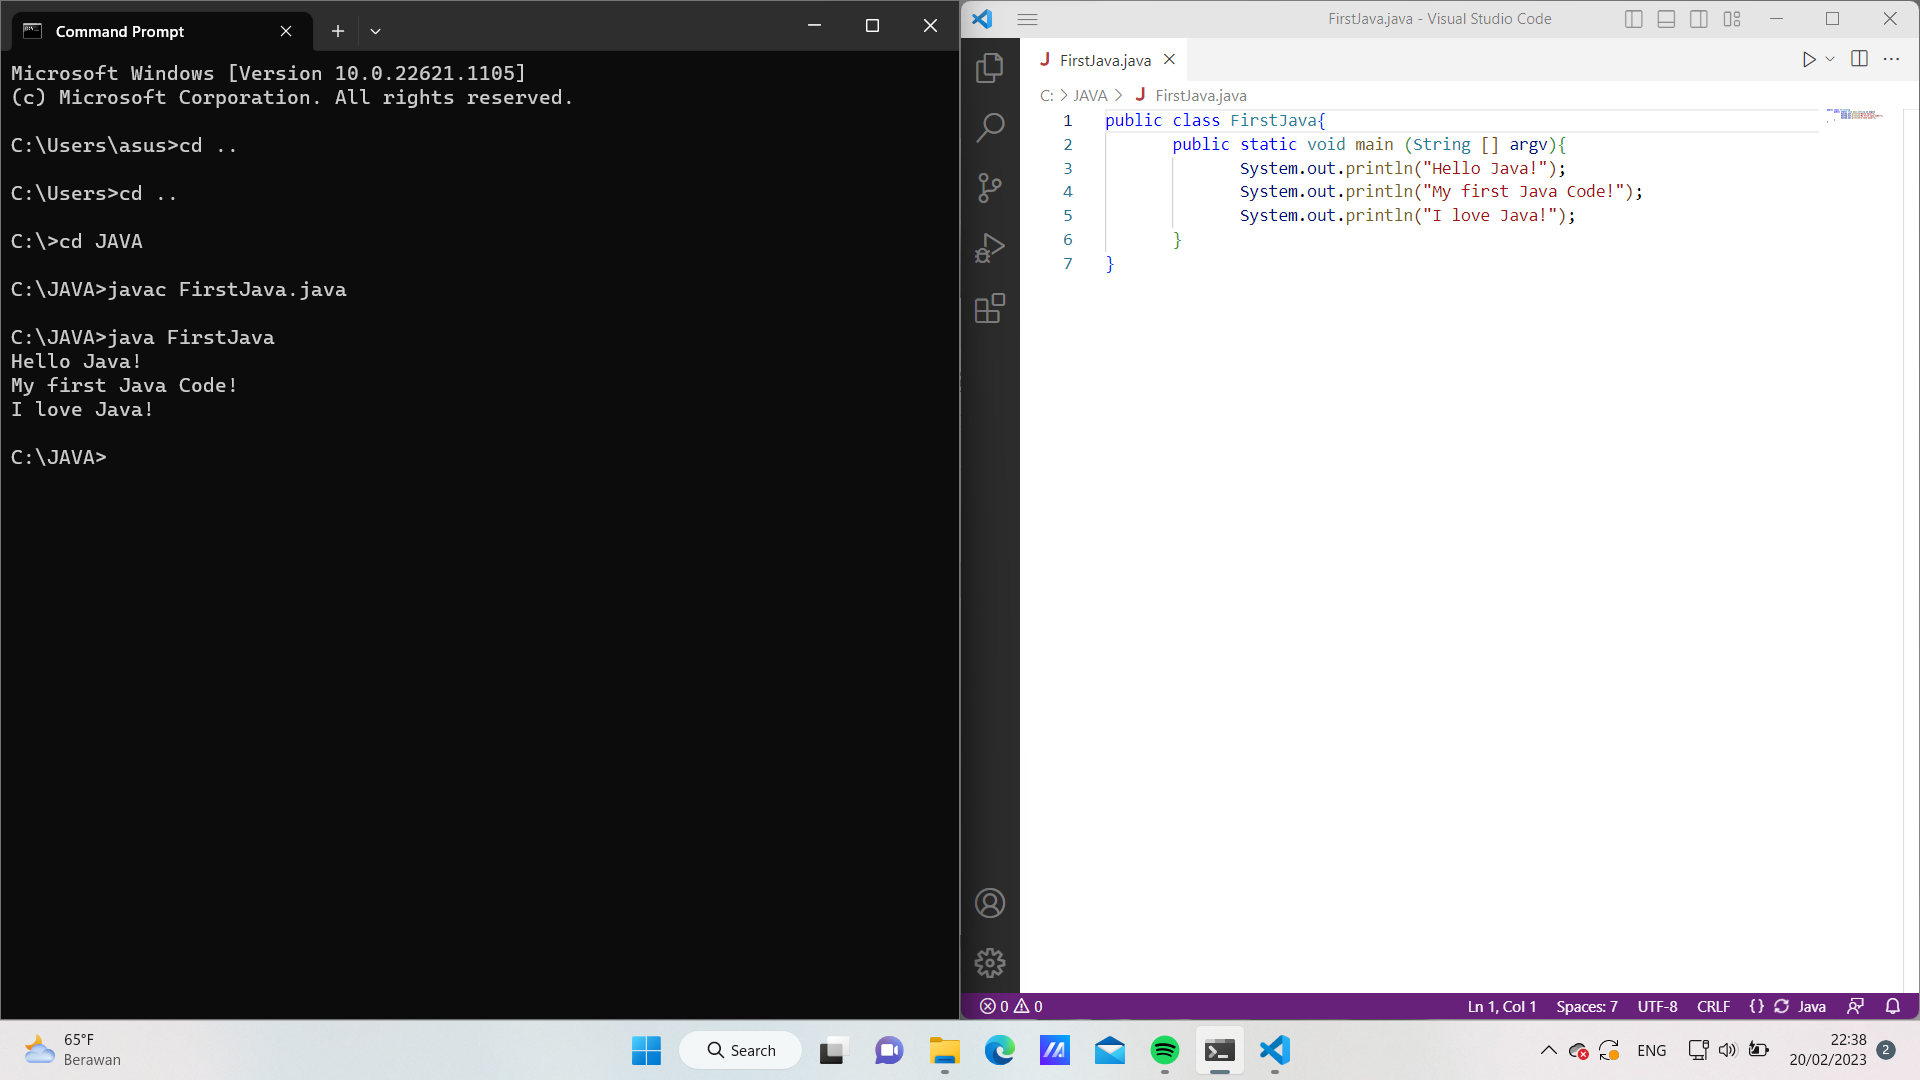 Command Prompt
Microsoft Windows [Version 10.0.22621.1105]
(c) Microsoft Corporation. All rights reserved.
C:\Users\asus>cd ..
C:\Users>cd ..
C:\>cd JAVA
C:\JAVA>javac FirstJava.java
C:\JAVA>java FirstJava
Hello Java!
My first Java Code!
I love Java!
C:\JAVA>
FirstJava.java - Visual Studio Code
J FirstJava.java
C: > JAVA > J FirstJava.java
1 public class FirstJava{
2 public static void main (String [] argv){
3 System.out.println("Hello Java!");
4 System.out.println("My first Java Code!");
5 System.out.println("I love Java!");
6 }
7 }
0 0 Ln 1, Col 1 Spaces: 7 UTF-8 CRLF {} Java
65°F
Berawan
Search
ENG
22:38
20/02/2023
2